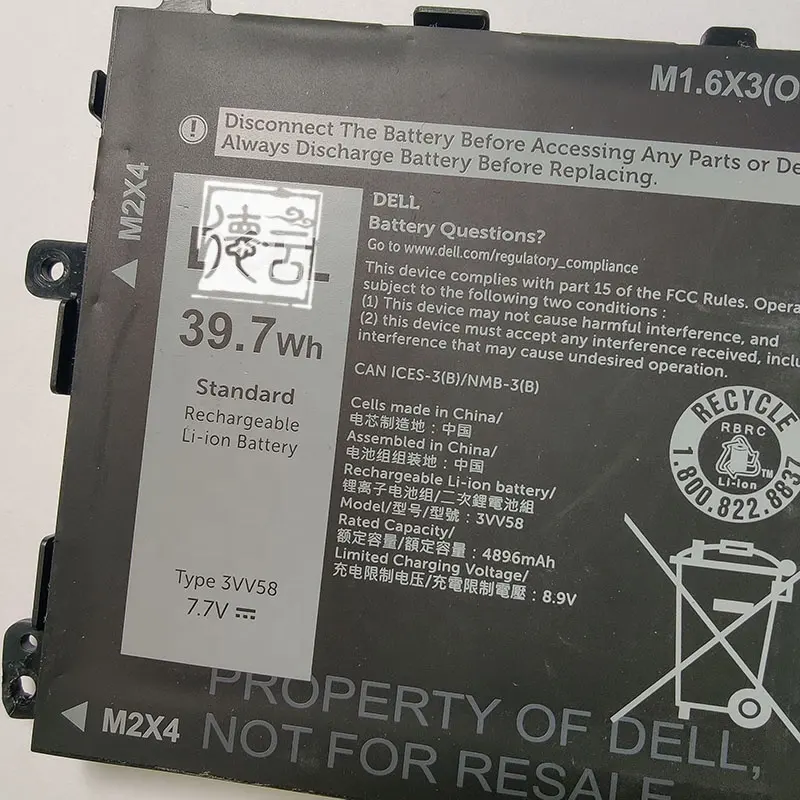 M1.6X3(O
Disconnect The Battery Before Accessing Any Parts or De
Always Discharge Battery Before Replacing.
M2X4
德云
39.7Wh
Standard
Rechargeable
Li-ion Battery
Type 3VV58
7.7V
DELL
Battery Questions?
Go to www.dell.com/regulatory_compliance
This device complies with part 15 of the FCC Rules. Opera
subject to the following two conditions :
(1) This device may not cause harmful interference, and
(2) this device must accept any interference received, inclu
interference that may cause undesired operation.
CAN ICES-3(B)/NMB-3(B)
Cells made in China/
电芯制造地：中国
Assembled in China/
电池组组装地：中国
Rechargeable Li-ion battery/
锂离子电池组/二次鋰電池組
Model/型号/型號：3VV58
Rated Capacity/
额定容量/額定容量：4896mAh
Limited Charging Voltage/
充电限制电压/充電限制電壓：8.9V
RECYCLE
RBRC
TM
Li-Ion
1.800.822.8837
M2X4
PROPERTY OF DELL,
NOT FOR RESALE